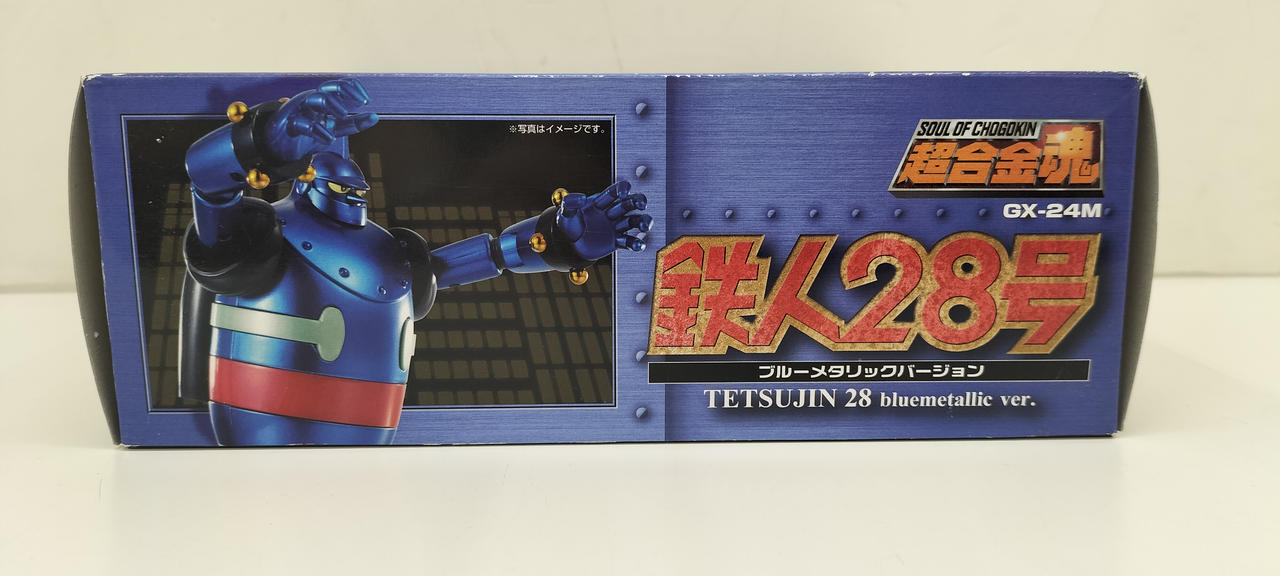 ※写真はイメージです。
SOUL OF CHOGOKIN
超合金魂
GX-24M
鉄人28号
ブルーメタリックバージョン
TETSUJIN 28 bluemetallic ver.